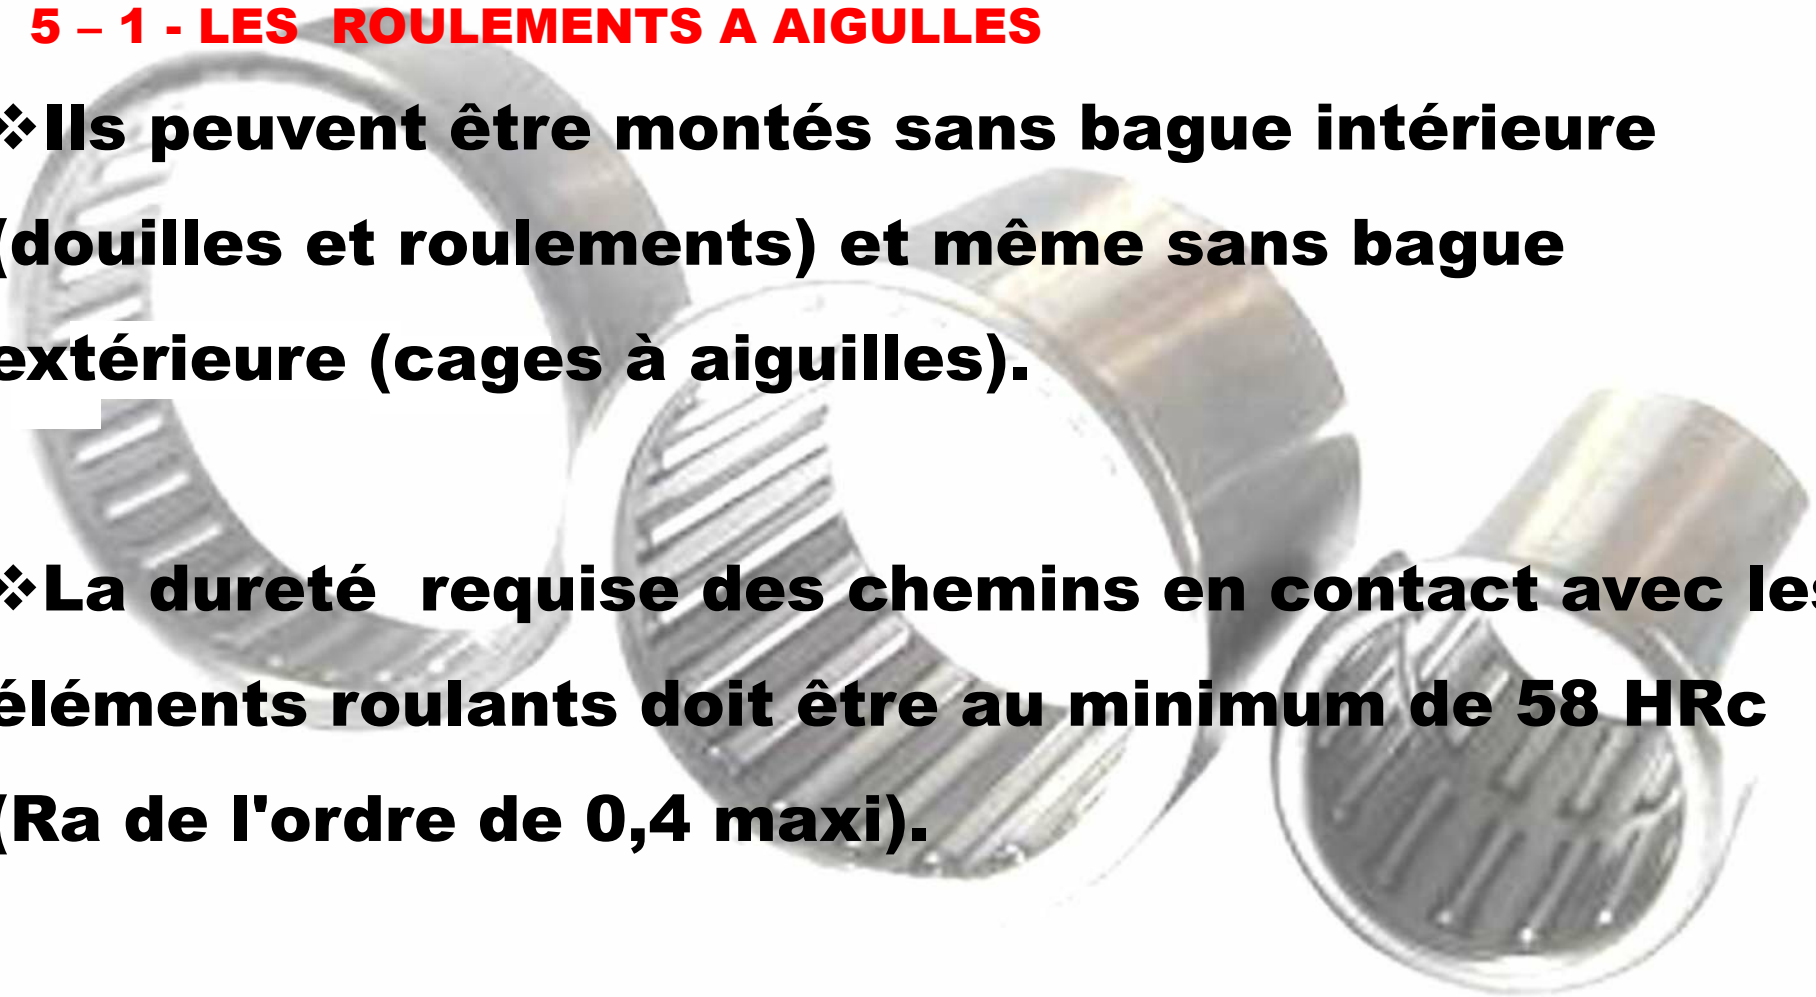 5 – 1 - LES ROULEMENTS A AIGULLES
❖Ils peuvent être montés sans bague intérieure
(douilles et roulements) et même sans bague
extérieure (cages à aiguilles).
❖La dureté requise des chemins en contact avec les
éléments roulants doit être au minimum de 58 HRc
(Ra de l'ordre de 0,4 maxi).